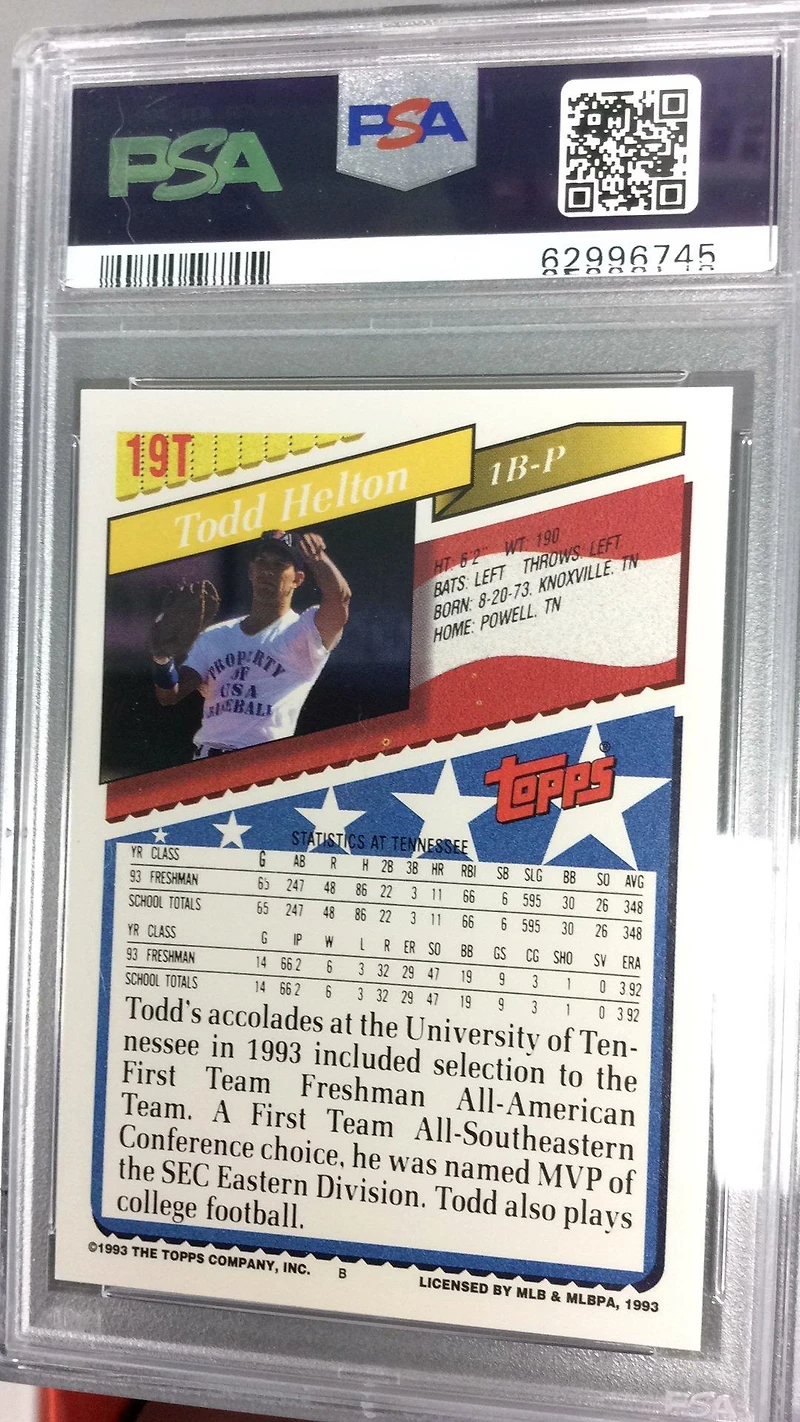 PSA
PSA
62996745
19T
Todd Helton
1B-P
HT: 6'2" WT: 190
BATS: LEFT THROWS: LEFT
BORN: 8-20-73, KNOXVILLE, TN
HOME: POWELL, TN
PROPERTY
OF
USA
BASEBALL
topps®
STATISTICS AT TENNESSEE
YR CLASS G AB R H 2B 3B HR RBI SB SLG BB SO AVG
93 FRESHMAN 65 247 48 86 22 3 11 66 6 595 30 26 348
SCHOOL TOTALS 65 247 48 86 22 3 11 66 6 595 30 26 348
YR CLASS G IP W L R ER SO BB GS CG SHO SV ERA
93 FRESHMAN 14 66 2 6 3 32 29 47 19 9 3 1 0 3 92
SCHOOL TOTALS 14 66 2 6 3 32 29 47 19 9 3 1 0 3 92
Todd's accolades at the University of Ten-
nessee in 1993 included selection to the
First Team Freshman All-American
Team. A First Team All-Southeastern
Conference choice, he was named MVP of
the SEC Eastern Division. Todd also plays
college football.
©1993 THE TOPPS COMPANY, INC. B LICENSED BY MLB & MLBPA, 1993
PSA